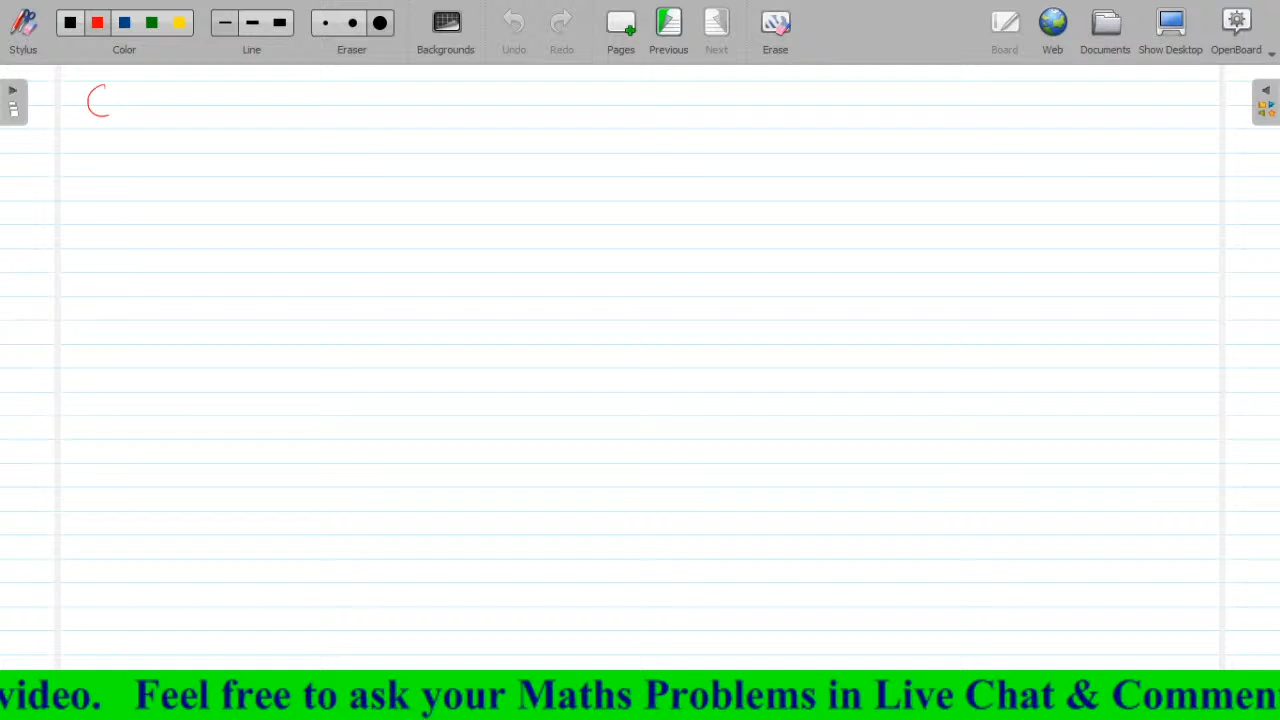 Stylus Color Line Eraser Backgrounds Undo Redo Pages Previous Next Erase Board Web Documents Show Desktop OpenBoard
C
video. Feel free to ask your Maths Problems in Live Chat & Commen